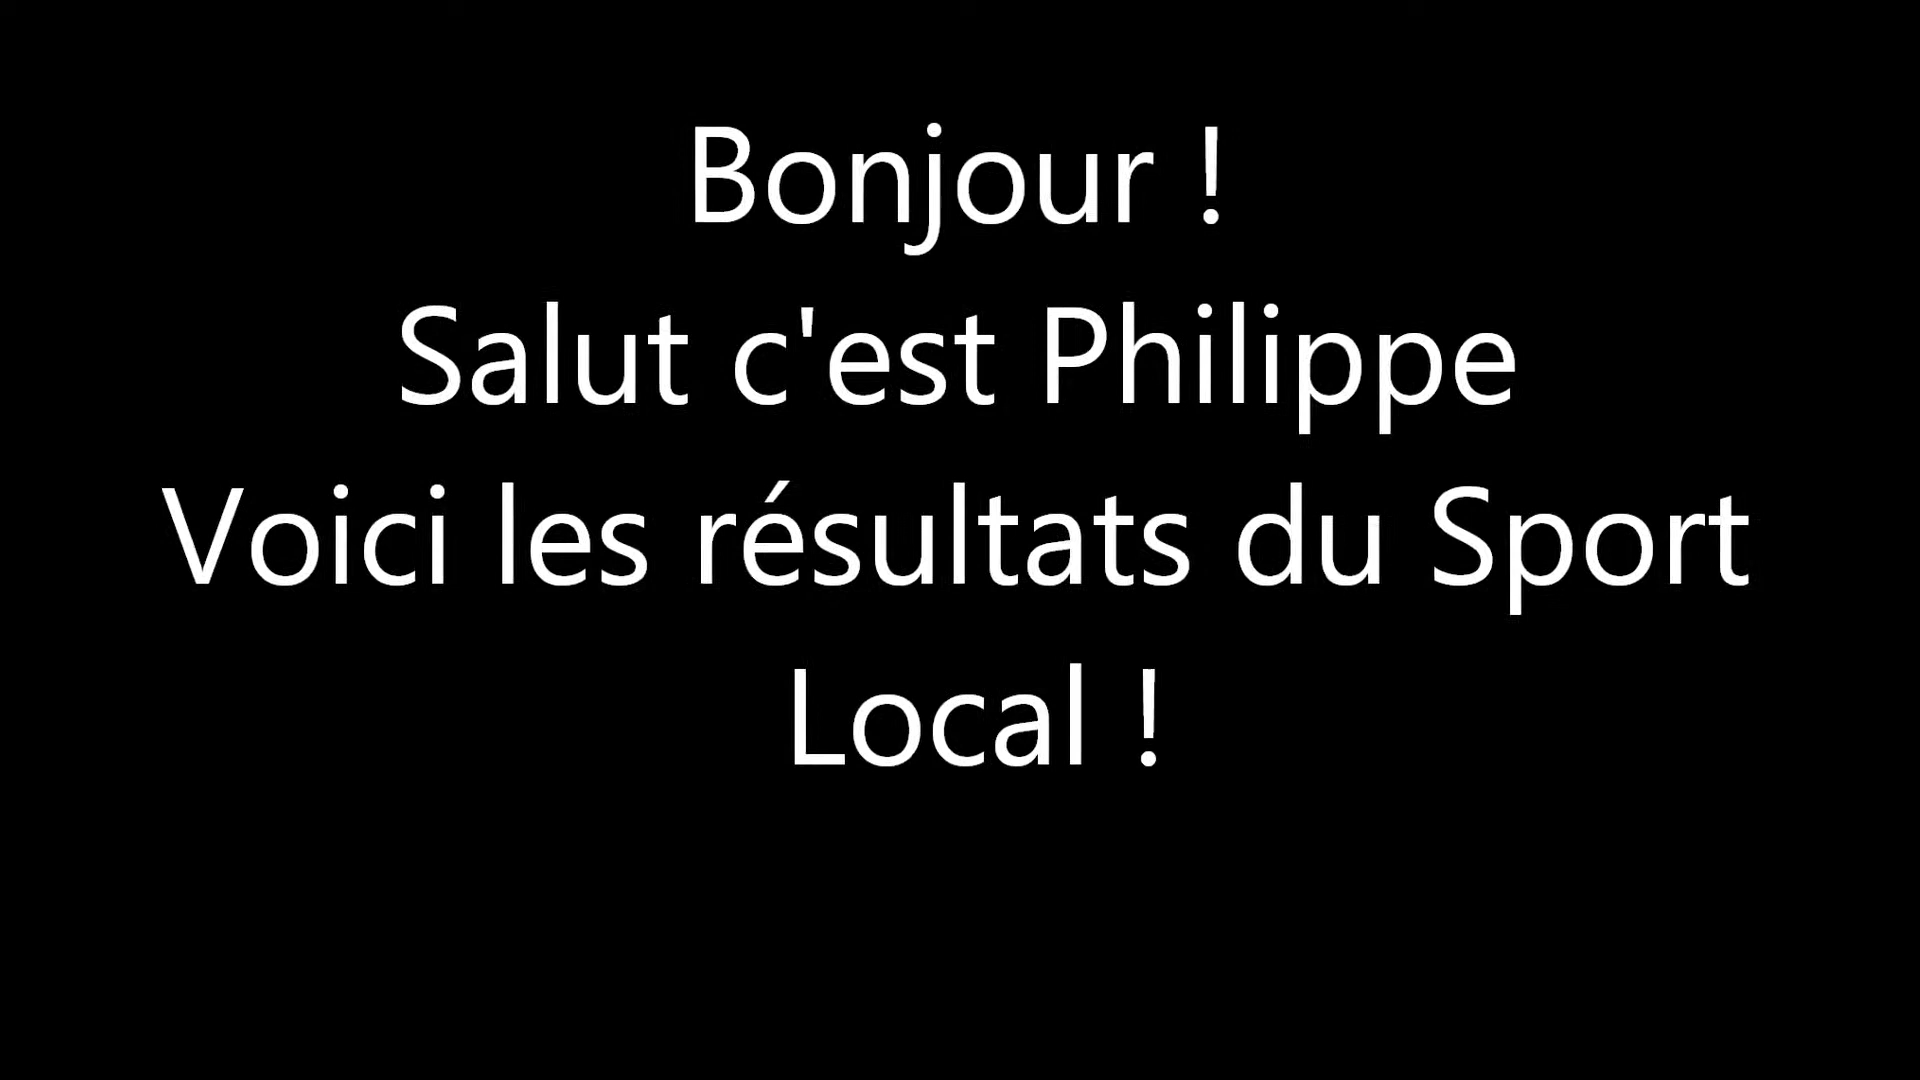 Bonjour !
Salut c'est Philippe
Voici les résultats du Sport
Local !